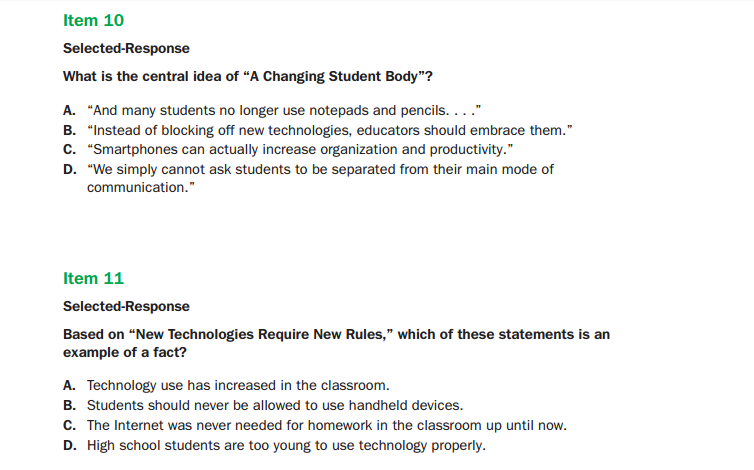 Item 10
Selected-Response
What is the central idea of “A Changing Student Body”?
A. “And many students no longer use notepads and pencils. . . .”
B. “Instead of blocking off new technologies, educators should embrace them.”
C. “Smartphones can actually increase organization and productivity.”
D. “We simply cannot ask students to be separated from their main mode of
communication.”
Item 11
Selected-Response
Based on “New Technologies Require New Rules,” which of these statements is an
example of a fact?
A. Technology use has increased in the classroom.
B. Students should never be allowed to use handheld devices.
C. The Internet was never needed for homework in the classroom up until now.
D. High school students are too young to use technology properly.